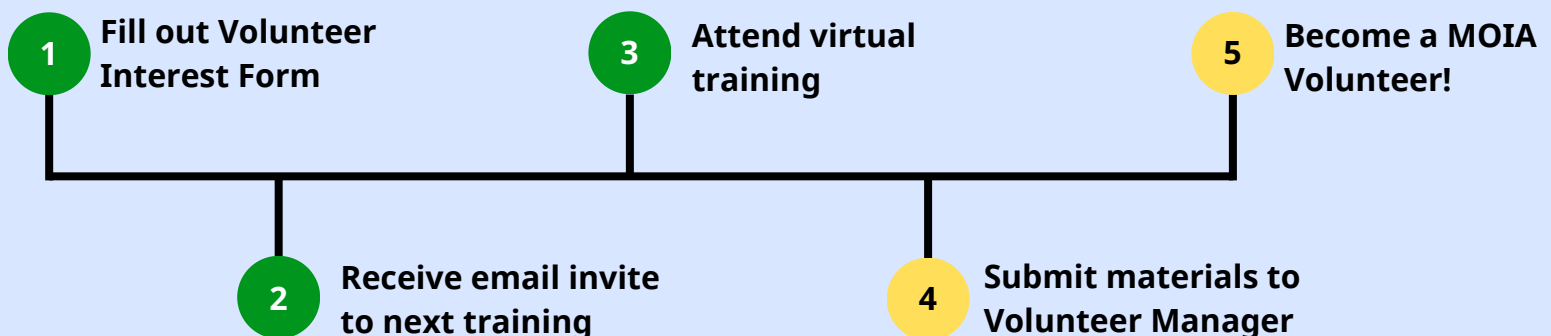 1
Fill out Volunteer
Interest Form
2
Receive email invite
to next training
3
Attend virtual
training
4
Submit materials to
Volunteer Manager
5
Become a MOIA
Volunteer!